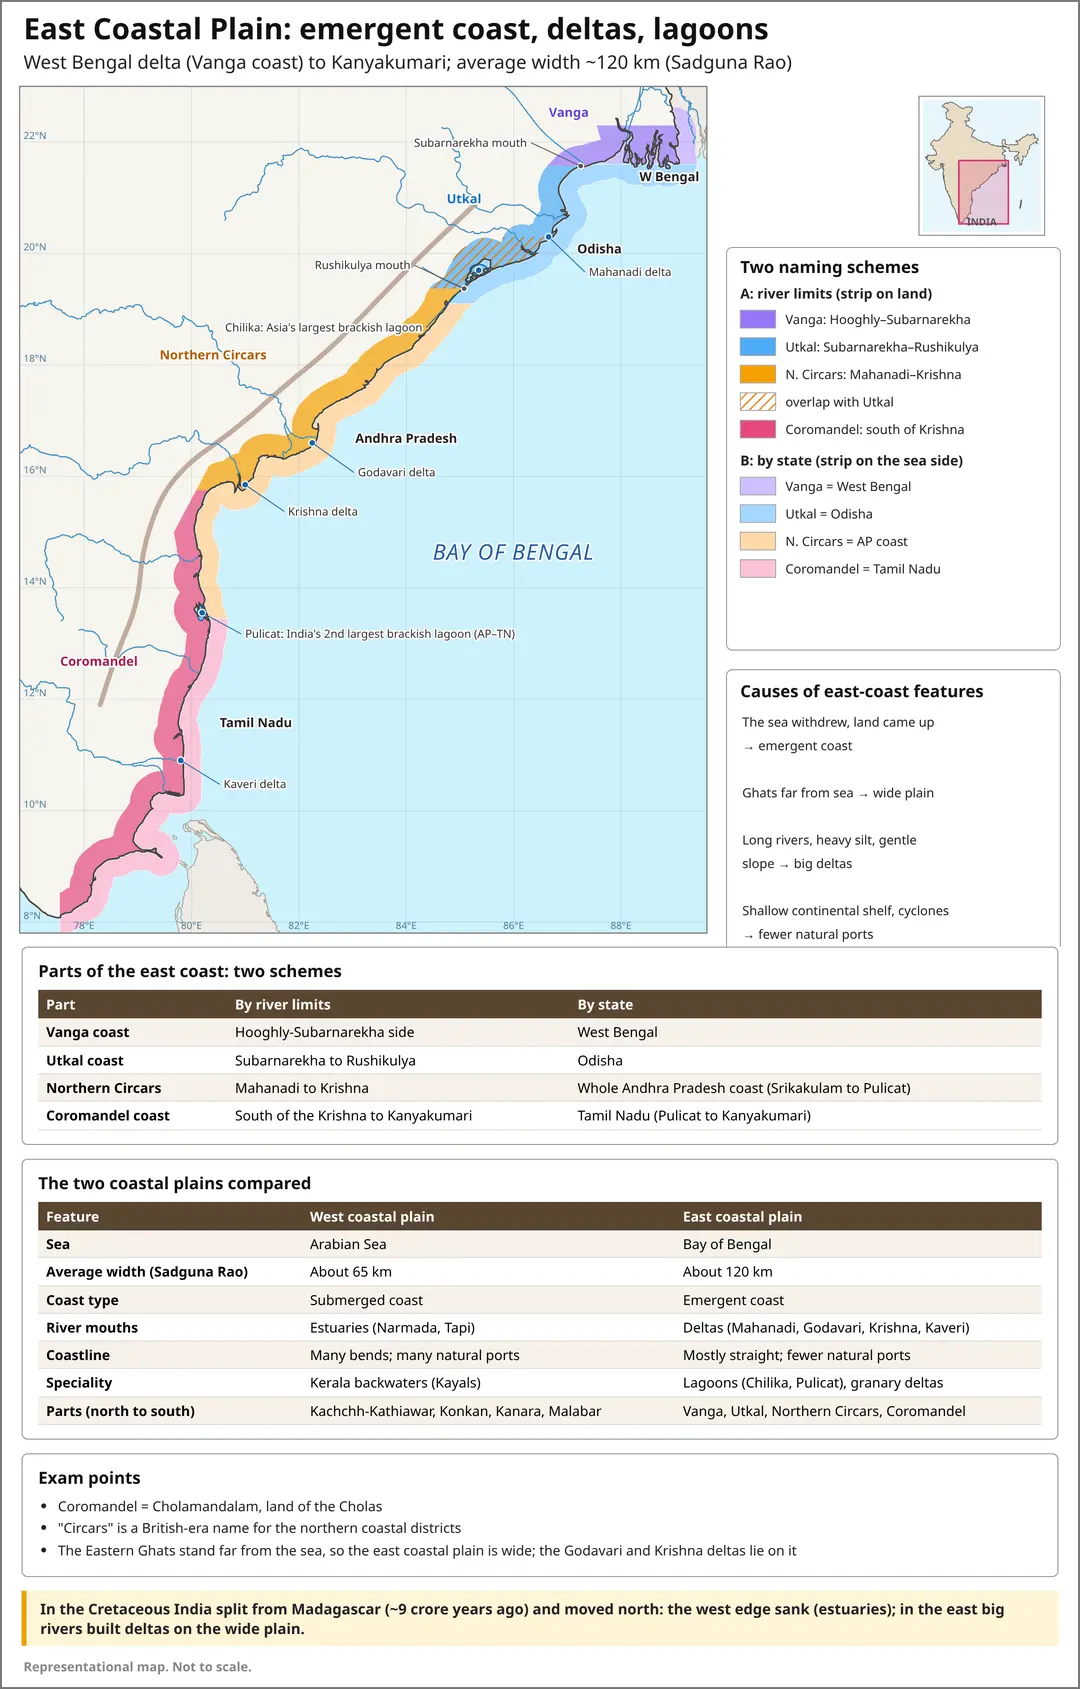 East Coastal Plain: emergent coast, deltas, lagoons
West Bengal delta (Vanga coast) to Kanyakumari; average width ~120 km (Sadguna Rao)
22°N
20°N
18°N
16°N
14°N
12°N
10°N
8°N
78°E
80°E
82°E
84°E
86°E
88°E
Vanga
Subarnarekha mouth
W Bengal
Utkal
Odisha
Rushikulya mouth
Mahanadi delta
Chilika: Asia's largest brackish lagoon
Northern Circars
Andhra Pradesh
Godavari delta
Krishna delta
BAY OF BENGAL
Pulicat: India's 2nd largest brackish lagoon (AP–TN)
Coromandel
Tamil Nadu
Kaveri delta
INDIA
Two naming schemes
A: river limits (strip on land)
Vanga: Hooghly–Subarnarekha
Utkal: Subarnarekha–Rushikulya
N. Circars: Mahanadi–Krishna
overlap with Utkal
Coromandel: south of Krishna
B: by state (strip on the sea side)
Vanga = West Bengal
Utkal = Odisha
N. Circars = AP coast
Coromandel = Tamil Nadu
Causes of east-coast features
The sea withdrew, land came up
→ emergent coast
Ghats far from sea → wide plain
Long rivers, heavy silt, gentle
slope → big deltas
Shallow continental shelf, cyclones
→ fewer natural ports
Parts of the east coast: two schemes
Part By river limits By state
Vanga coast Hooghly-Subarnarekha side West Bengal
Utkal coast Subarnarekha to Rushikulya Odisha
Northern Circars Mahanadi to Krishna Whole Andhra Pradesh coast (Srikakulam to Pulicat)
Coromandel coast South of the Krishna to Kanyakumari Tamil Nadu (Pulicat to Kanyakumari)
The two coastal plains compared
Feature West coastal plain East coastal plain
Sea Arabian Sea Bay of Bengal
Average width (Sadguna Rao) About 65 km About 120 km
Coast type Submerged coast Emergent coast
River mouths Estuaries (Narmada, Tapi) Deltas (Mahanadi, Godavari, Krishna, Kaveri)
Coastline Many bends; many natural ports Mostly straight; fewer natural ports
Speciality Kerala backwaters (Kayals) Lagoons (Chilika, Pulicat), granary deltas
Parts (north to south) Kachchh-Kathiawar, Konkan, Kanara, Malabar Vanga, Utkal, Northern Circars, Coromandel
Exam points
• Coromandel = Cholamandalam, land of the Cholas
• "Circars" is a British-era name for the northern coastal districts
• The Eastern Ghats stand far from the sea, so the east coastal plain is wide; the Godavari and Krishna deltas lie on it
In the Cretaceous India split from Madagascar (~9 crore years ago) and moved north: the west edge sank (estuaries); in the east big
rivers built deltas on the wide plain.
Representational map. Not to scale.